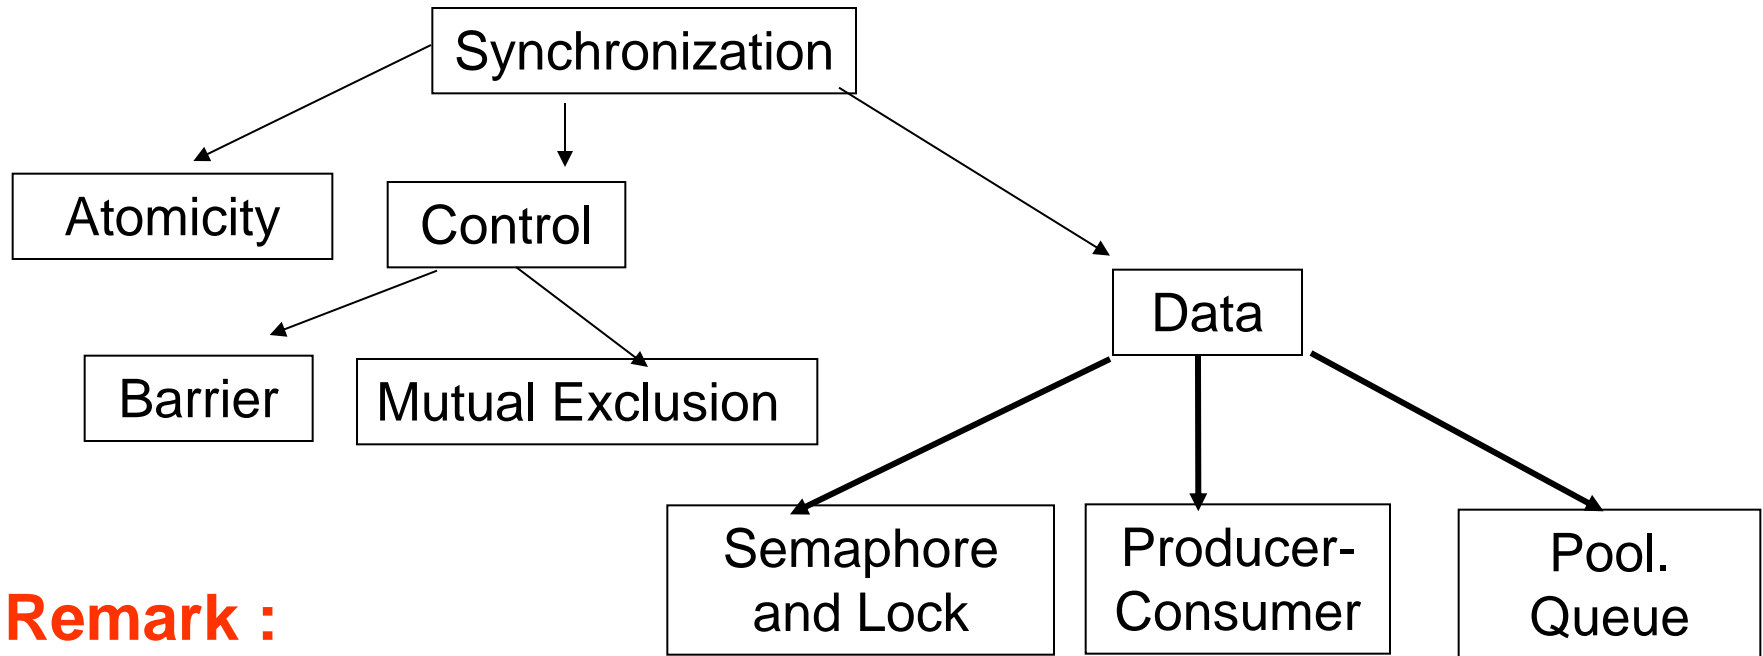 Synchronization
Atomicity
Control
Data
Barrier
Mutual Exclusion
Semaphore
and Lock
Producer-
Consumer
Pool.
Queue
Remark :